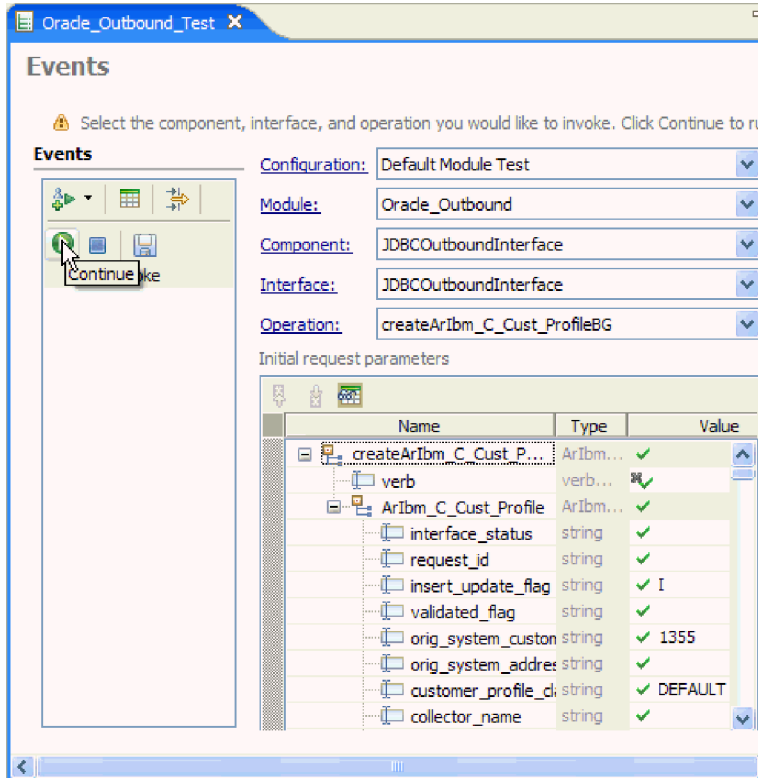 Oracle_Outbound_Test
Events
Select the component, interface, and operation you would like to invoke. Click Continue to ru
Events
Configuration: Default Module Test
Module: Oracle_Outbound
Component: JDBCOutboundInterface
Continue
oke
Interface: JDBCOutboundInterface
Operation: createArIbm_C_Cust_ProfileBG
Initial request parameters
Name Type Value
createArIbm_C_Cust_P... ArIbm...
verb verb...
ArIbm_C_Cust_Profile ArIbm...
interface_status string
request_id string
insert_update_flag string I
validated_flag string
orig_system_custom string 1355
orig_system_addres string
customer_profile_cla string DEFAULT
collector_name string